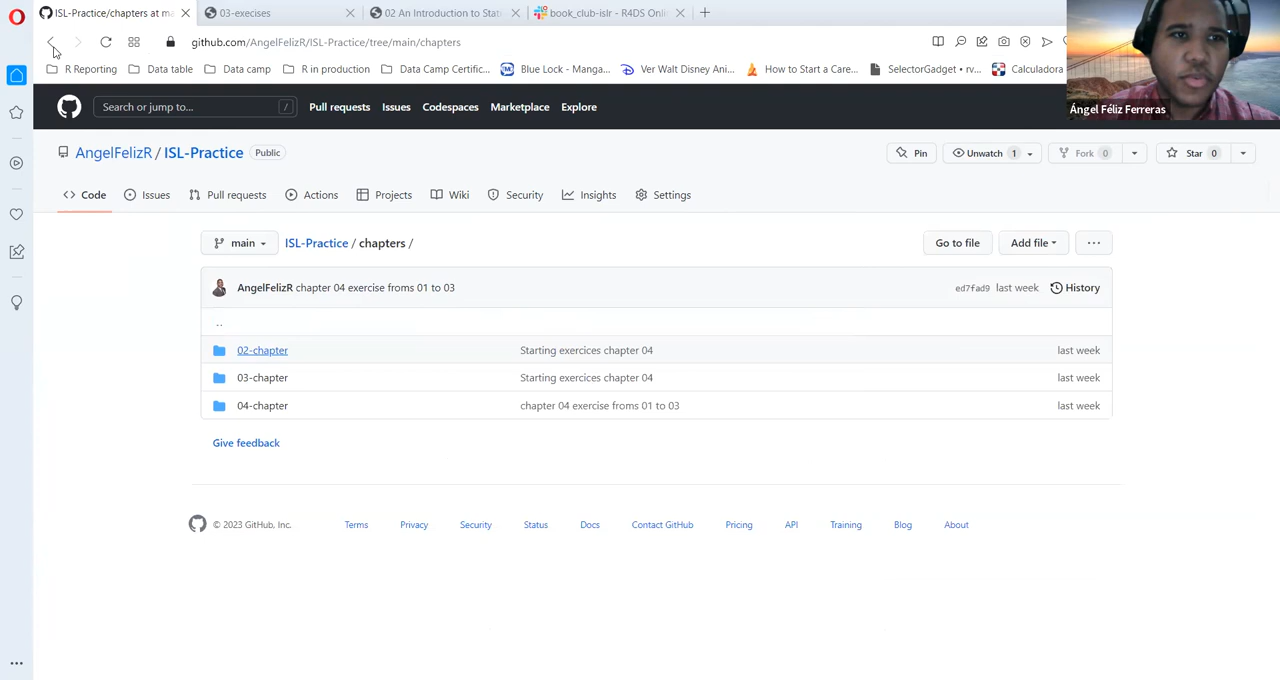 ISL-Practice/chapters at ma
03-execises
02 An Introduction to Stat
book_club-islr - R4DS Onli
github.com/AngelFelizR/ISL-Practice/tree/main/chapters
R Reporting
Data table
Data camp
R in production
Data Camp Certific...
Blue Lock - Manga...
Ver Walt Disney Ani...
How to Start a Care...
SelectorGadget • rv...
Calculadora
Ángel Féliz Ferreras
Search or jump to...
/
Pull requests
Issues
Codespaces
Marketplace
Explore
AngelFelizR / ISL-Practice
Public
Pin
Unwatch 1
Fork 0
Star 0
Code
Issues
Pull requests
Actions
Projects
Wiki
Security
Insights
Settings
main
ISL-Practice / chapters /
Go to file
Add file
AngelFelizR chapter 04 exercise froms 01 to 03
ed7fad9 last week
History
..
02-chapter
Starting exercices chapter 04
last week
03-chapter
Starting exercices chapter 04
last week
04-chapter
chapter 04 exercise froms 01 to 03
last week
Give feedback
© 2023 GitHub, Inc.
Terms
Privacy
Security
Status
Docs
Contact GitHub
Pricing
API
Training
Blog
About